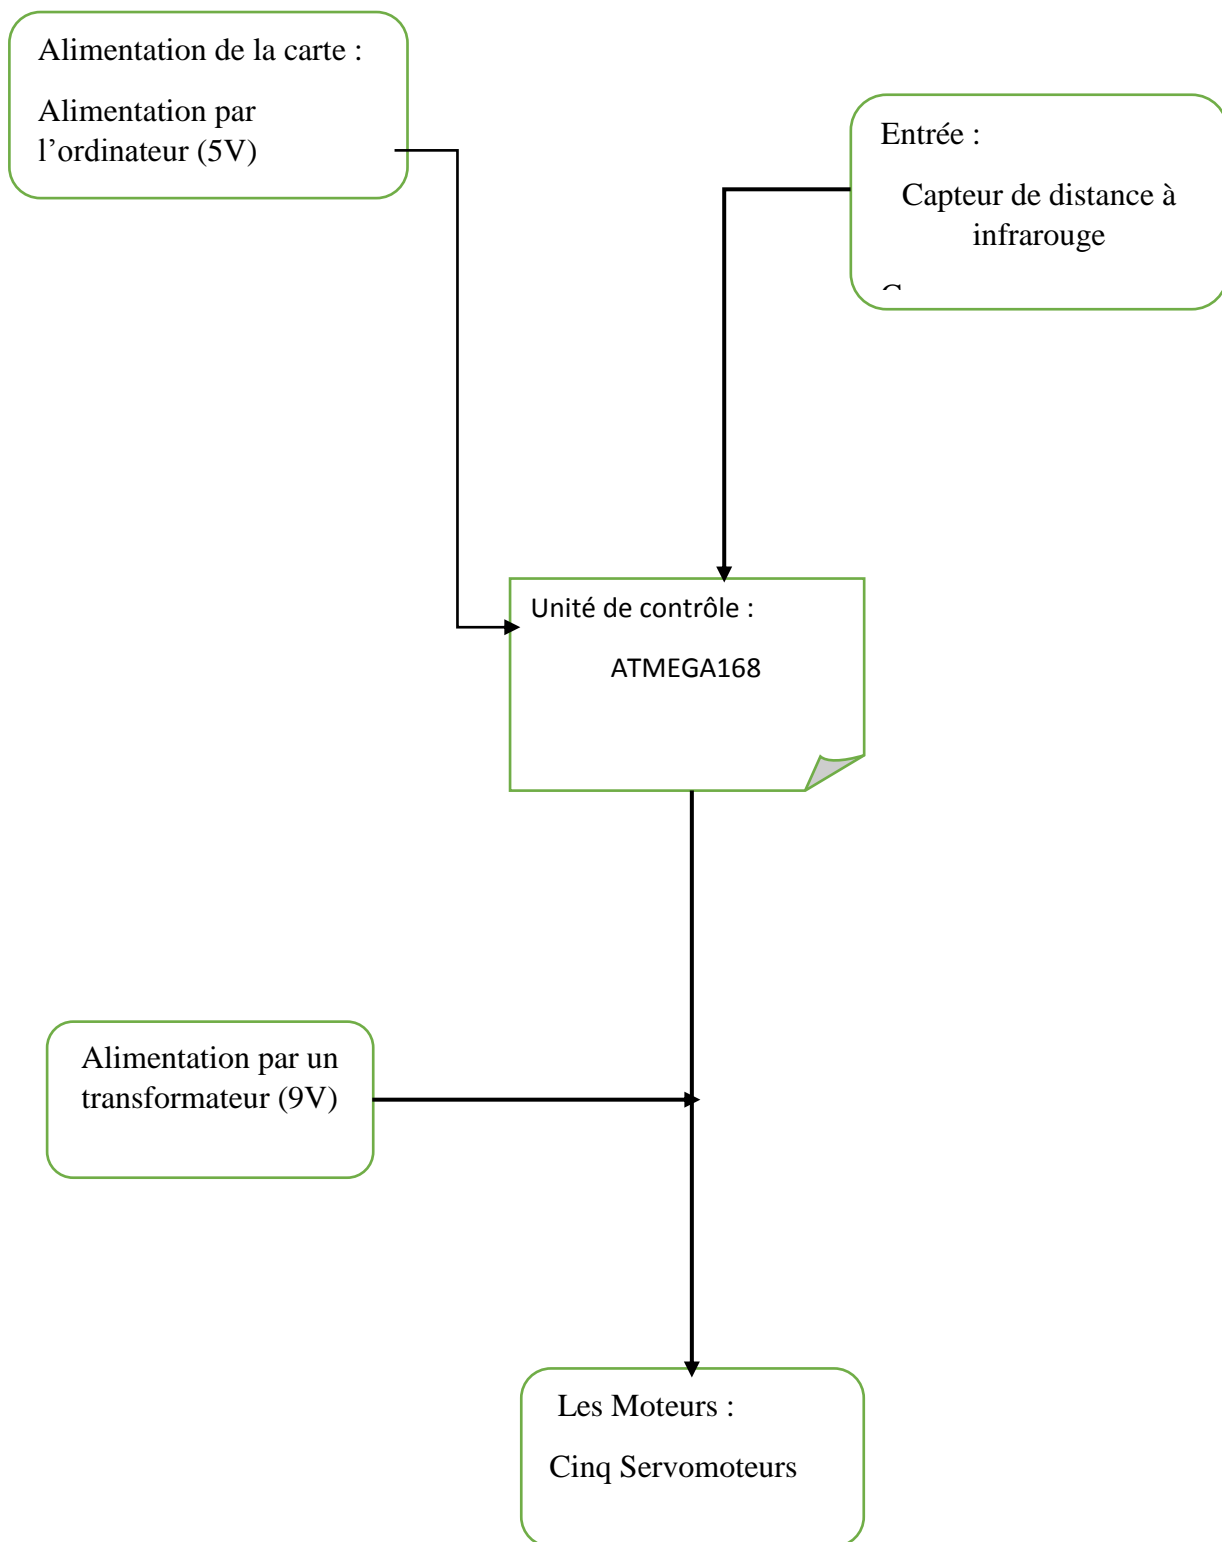 Alimentation de la carte :
Alimentation par
l’ordinateur (5V)
Entrée :
Capteur de distance à
infrarouge
Unité de contrôle :
ATMEGA168
Alimentation par un
transformateur (9V)
Les Moteurs :
Cinq Servomoteurs